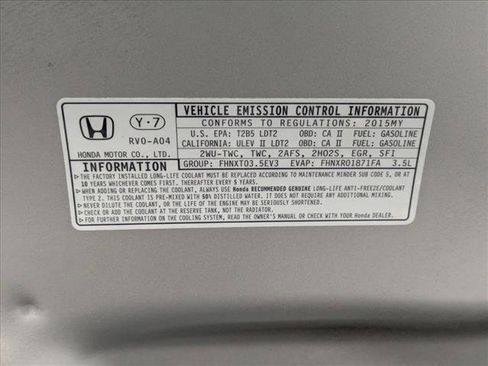 VEHICLE EMISSION CONTROL INFORMATION
CONFORMS TO REGULATIONS: 2015MY
U.S. EPA: T2B5 LDT2 OBD: CA II FUEL: GASOLINE
CALIFORNIA: ULEV II LDT2 OBD: CA II FUEL: GASOLINE
2WU-TWC, TWC, 2AFS, 2HO2S, EGR, SFI
GROUP: FHNXT03.5EV3 EVAP: FHNXR01871FA 3.5L
Y·7
RV0-A04
HONDA MOTOR CO., LTD.
INFORMATION
▷THE FACTORY INSTALLED LONG-LIFE COOLANT MUST BE REPLACED ACCORDING TO MAINTENANCE MINDER SUB CODE 5, OR AT
10 YEARS WHICHEVER COMES FIRST. THEREAFTER EVERY 5 YEARS.
▷WHEN ADDING OR REPLACING THE COOLANT, ALWAYS USE Honda RECOMMENDED GENUINE LONG-LIFE ANTI-FREEZE/COOLANT
TYPE 2. THIS COOLANT IS PRE-MIXED WITH 50% DISTILLED WATER AND DOES NOT REQUIRE ANY ADDITIONAL MIXING.
▷NEVER DILUTE THE COOLANT, OR THE LIFE OF THE ENGINE MAY BE SERIOUSLY SHORTENED.
▷CHECK OR ADD THE COOLANT AT THE RESERVE TANK, NOT THE RADIATOR.
▷FOR FURTHER INFORMATION ON THE COOLING SYSTEM, READ THE OWNER'S MANUAL OR CHECK WITH YOUR Honda DEALER.